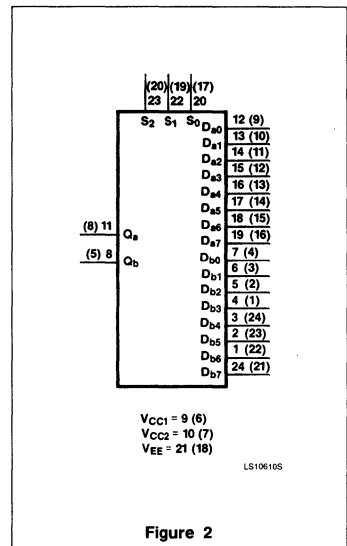 (20) (19) (17)
23 22 20
S2 S1 S0
Da0 12 (9)
Da1 13 (10)
Da2 14 (11)
Da3 15 (12)
Da4 16 (13)
Da5 17 (14)
Da6 18 (15)
Da7 19 (16)
(8) 11 Qa
Db0 7 (4)
(5) 8 Qb
Db1 6 (3)
Db2 5 (2)
Db3 4 (1)
Db4 3 (24)
Db5 2 (23)
Db6 1 (22)
Db7 24 (21)
VCC1 = 9 (6)
VCC2 = 10 (7)
VEE = 21 (18)
LS10610S
Figure 2